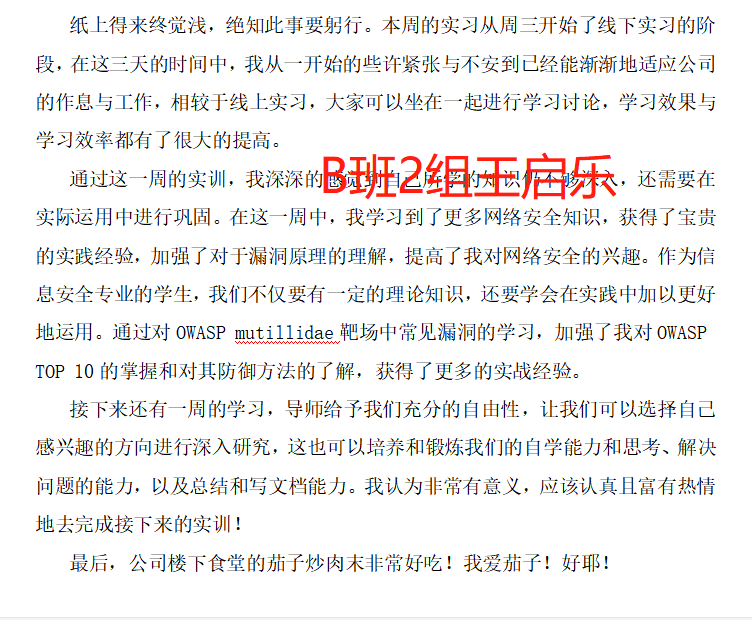 纸上得来终觉浅，绝知此事要躬行。本周的实习从周三开始了线下实习的阶
段，在这三天的时间中，我从一开始的些许紧张与不安到已经能渐渐地适应公司
的作息与工作，相较于线上实习，大家可以坐在一起进行学习讨论，学习效果与
学习效率都有了很大的提高。
B班2组王启乐
通过这一周的实训，我深深的感觉到自己所学的知识仍不够深入，还需要在
实际运用中进行巩固。在这一周中，我学习到了更多网络安全知识，获得了宝贵
的实践经验，加强了对于漏洞原理的理解，提高了我对网络安全的兴趣。作为信
息安全专业的学生，我们不仅要有一定的理论知识，还要学会在实践中加以更好
地运用。通过对 OWASP mutillidae 靶场中常见漏洞的学习，加强了我对 OWASP
TOP 10 的掌握和对其防御方法的了解，获得了更多的实战经验。
接下来还有一周的学习，导师给予我们充分的自由性，让我们可以选择自己
感兴趣的方向进行深入研究，这也可以培养和锻炼我们的自学能力和思考、解决
问题的能力，以及总结和写文档能力。我认为非常有意义，应该认真且富有热情
地去完成接下来的实训！
最后，公司楼下食堂的茄子炒肉末非常好吃！我爱茄子！好耶！